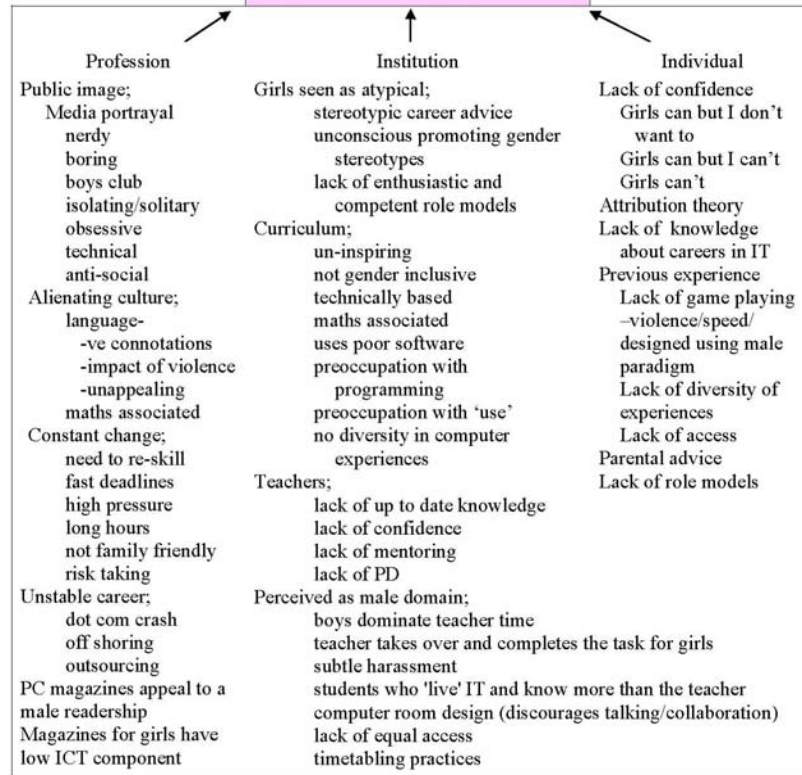 Profession
Public image;
Media portrayal
nerdy
boring
boys club
isolating/solitary
obsessive
technical
anti-social
Alienating culture;
language-
-ve connotations
-impact of violence
-unappealing
maths associated
Constant change;
need to re-skill
fast deadlines
high pressure
long hours
not family friendly
risk taking
Unstable career;
dot com crash
off shoring
outsourcing
PC magazines appeal to a
male readership
Magazines for girls have
low ICT component
Institution
Girls seen as atypical;
stereotypic career advice
unconscious promoting gender
stereotypes
lack of enthusiastic and
competent role models
Curriculum;
un-inspiring
not gender inclusive
technically based
maths associated
uses poor software
preoccupation with
programming
preoccupation with ‘use’
no diversity in computer
experiences
Teachers;
lack of up to date knowledge
lack of confidence
lack of mentoring
lack of PD
Perceived as male domain;
boys dominate teacher time
teacher takes over and completes the task for girls
subtle harassment
students who 'live' IT and know more than the teacher
computer room design (discourages talking/collaboration)
lack of equal access
timetabling practices
Individual
Lack of confidence
Girls can but I don’t
want to
Girls can but I can’t
Girls can’t
Attribution theory
Lack of knowledge
about careers in IT
Previous experience
Lack of game playing
–violence/speed/
designed using male
paradigm
Lack of diversity of
experiences
Lack of access
Parental advice
Lack of role models